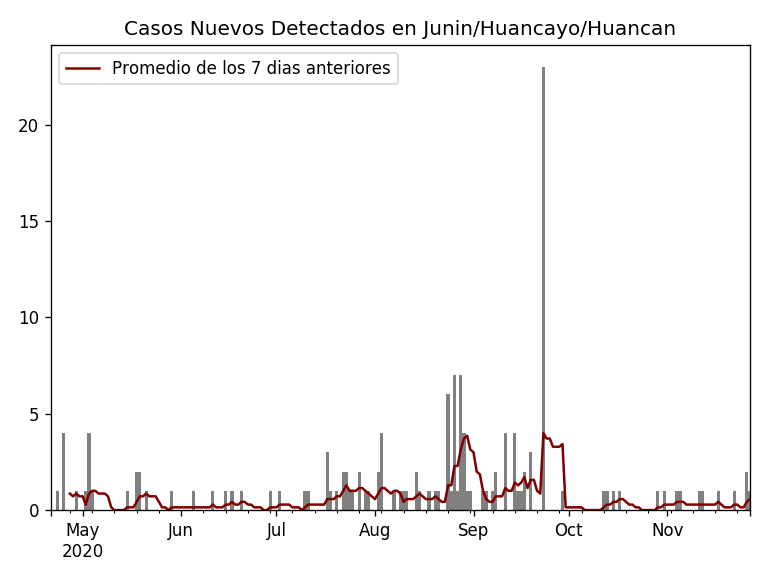 Casos Nuevos Detectados en Junin/Huancayo/Huancan
Promedio de los 7 dias anteriores
20
15
10
5
0
May Jun Jul Aug Sep Oct Nov
2020